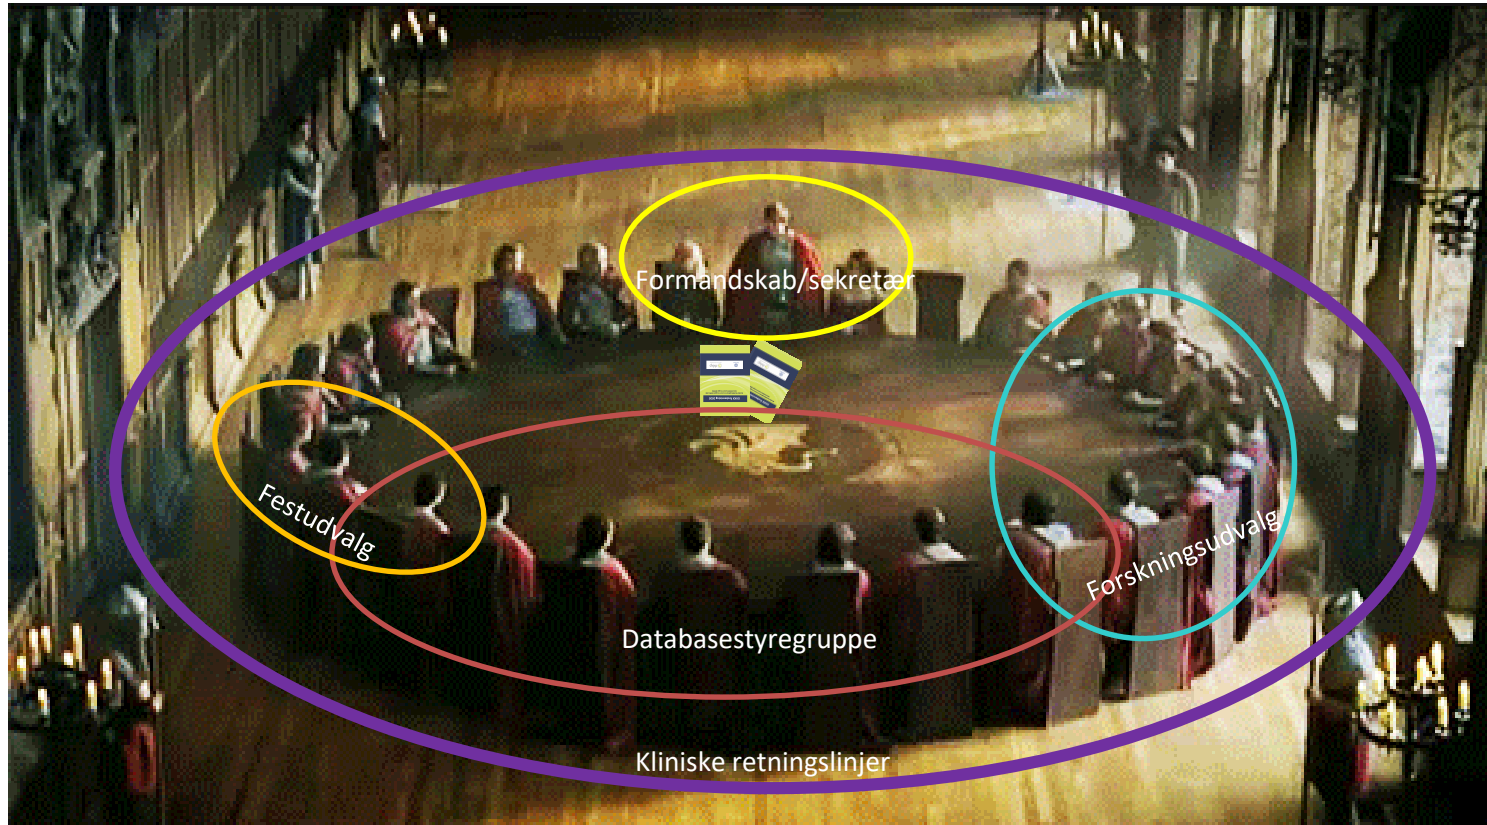 Formandskab/sekretær
Festudvalg
Forskningsudvalg
Databasestyregruppe
Kliniske retningslinjer